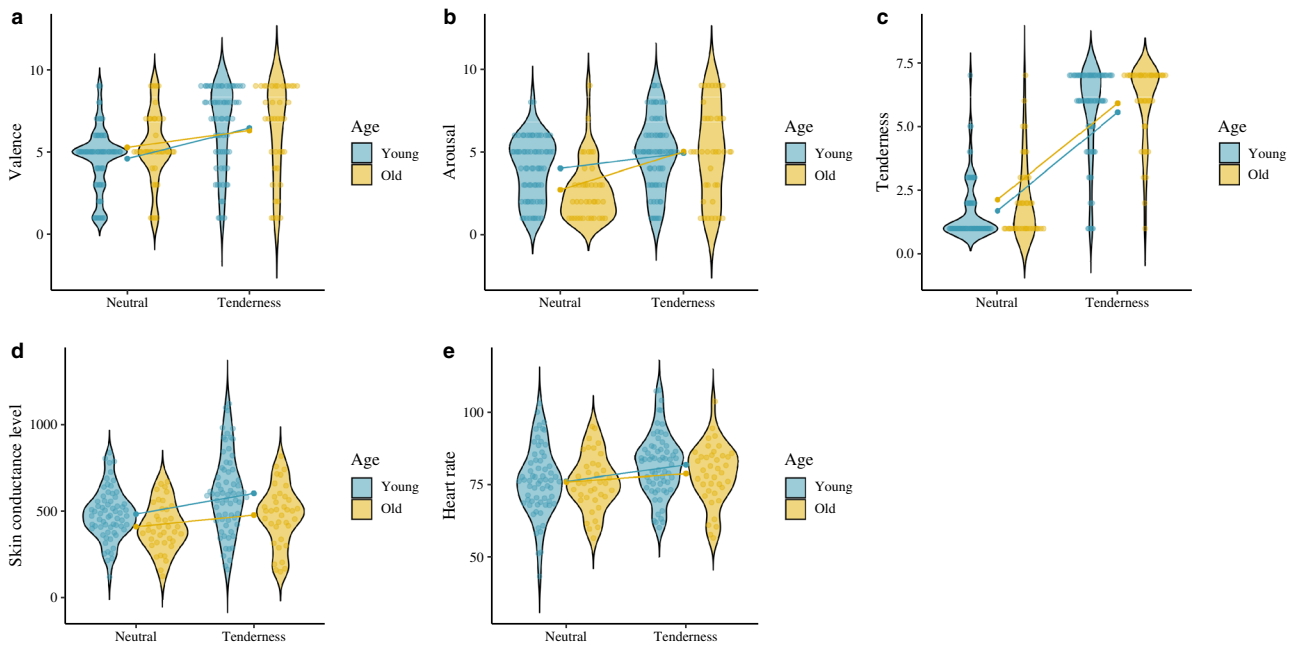 a
Valence
10
5
0
Neutral
Tenderness
Age
Young
Old
b
Arousal
10
5
0
Neutral
Tenderness
Age
Young
Old
c
Tenderness
7.5
5.0
2.5
0.0
Neutral
Tenderness
Age
Young
Old
d
Skin conductance level
1000
500
0
Neutral
Tenderness
Age
Young
Old
e
Heart rate
100
75
50
Neutral
Tenderness
Age
Young
Old